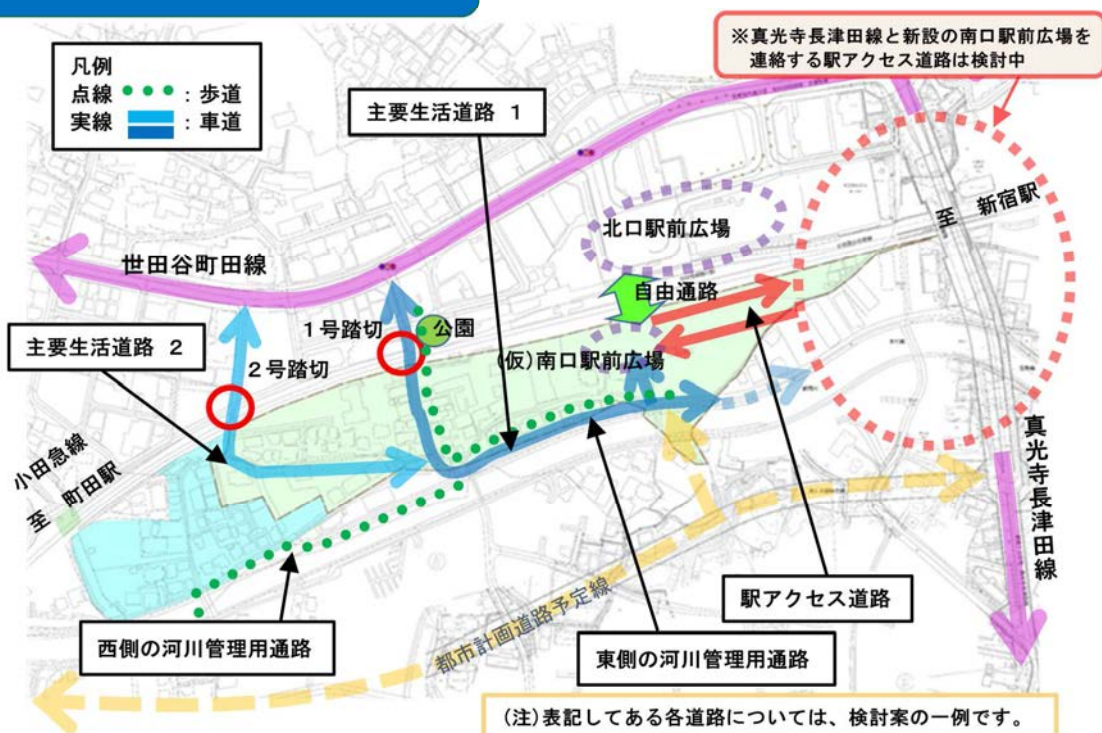 ※真光寺長津田線と新設の南口駅前広場を
連絡する駅アクセス道路は検討中
凡例
点線 : 歩道
実線 : 車道
主要生活道路 1
至 新宿駅
北口駅前広場
世田谷町田線
自由通路
1号踏切
公園
主要生活道路 2
2号踏切
(仮)南口駅前広場
小田急線
至 町田駅
真光寺長津田線
駅アクセス道路
西側の河川管理用通路
都市計画道路予定線
東側の河川管理用通路
(注)表記してある各道路については、検討案の一例です。